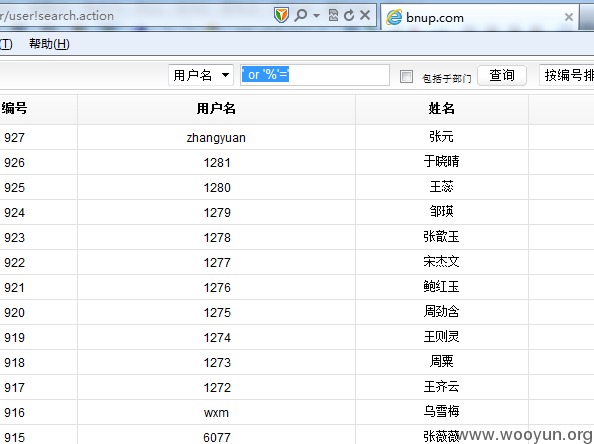 r/user!search.action
bnup.com
(T) 帮助(H)
用户名 ' or '%'=' 包括子部门 查询 按编号排
编号 用户名 姓名
927 zhangyuan 张元
926 1281 于晓晴
925 1280 王蕊
924 1279 邹瑛
923 1278 张歆玉
922 1277 宋杰文
921 1276 鲍红玉
920 1275 周劲含
919 1274 王则灵
918 1273 周粟
917 1272 王齐云
916 wxm 乌雪梅
915 6077 张薇薇
www.wooyun.org